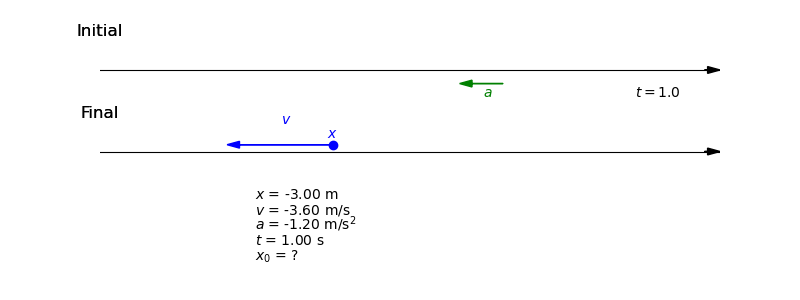 Initial
a
t = 1.0
Final
v
x
x = -3.00 m
v = -3.60 m/s
a = -1.20 m/s²
t = 1.00 s
x₀ = ?